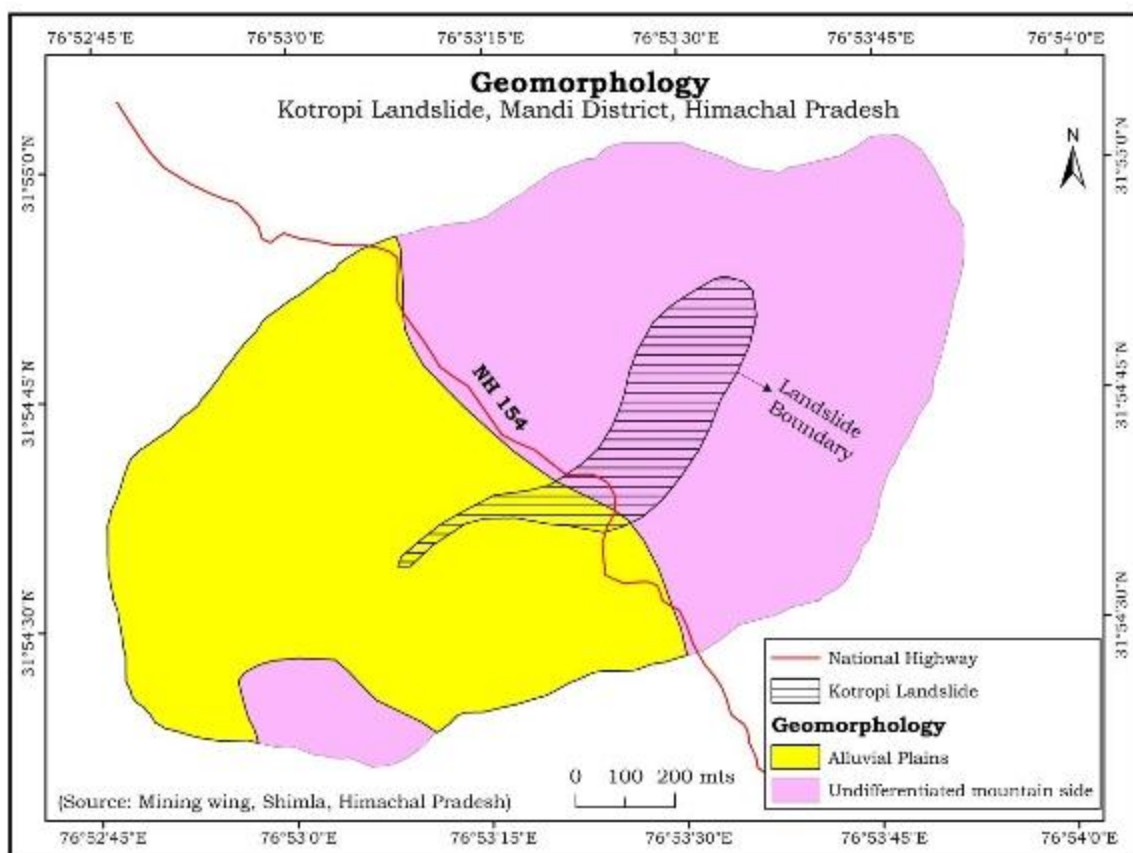 76°52'45"E 76°53'0"E 76°53'15"E 76°53'30"E 76°53'45"E 76°54'0"E
Geomorphology
Kotropi Landslide, Mandi District, Himachal Pradesh
N
31°55'0"N
31°55'0"N
31°54'45"N
31°54'45"N
NH 154
Landslide
Boundary
31°54'30"N
31°54'30"N
National Highway
Kotropi Landslide
Geomorphology
Alluvial Plains
Undifferentiated mountain side
0 100 200 mts
(Source: Mining wing, Shimla, Himachal Pradesh)
76°52'45"E 76°53'0"E 76°53'15"E 76°53'30"E 76°53'45"E 76°54'0"E